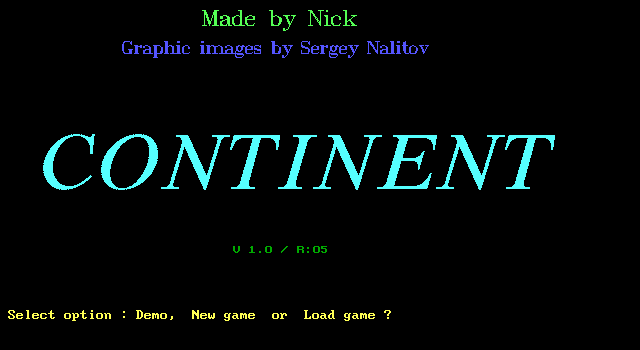 Made by Nick
Graphic images by Sergey Nalitov
CONTINENT
V 1.0 / A:05
Select option : Demo, New game or Load game ?